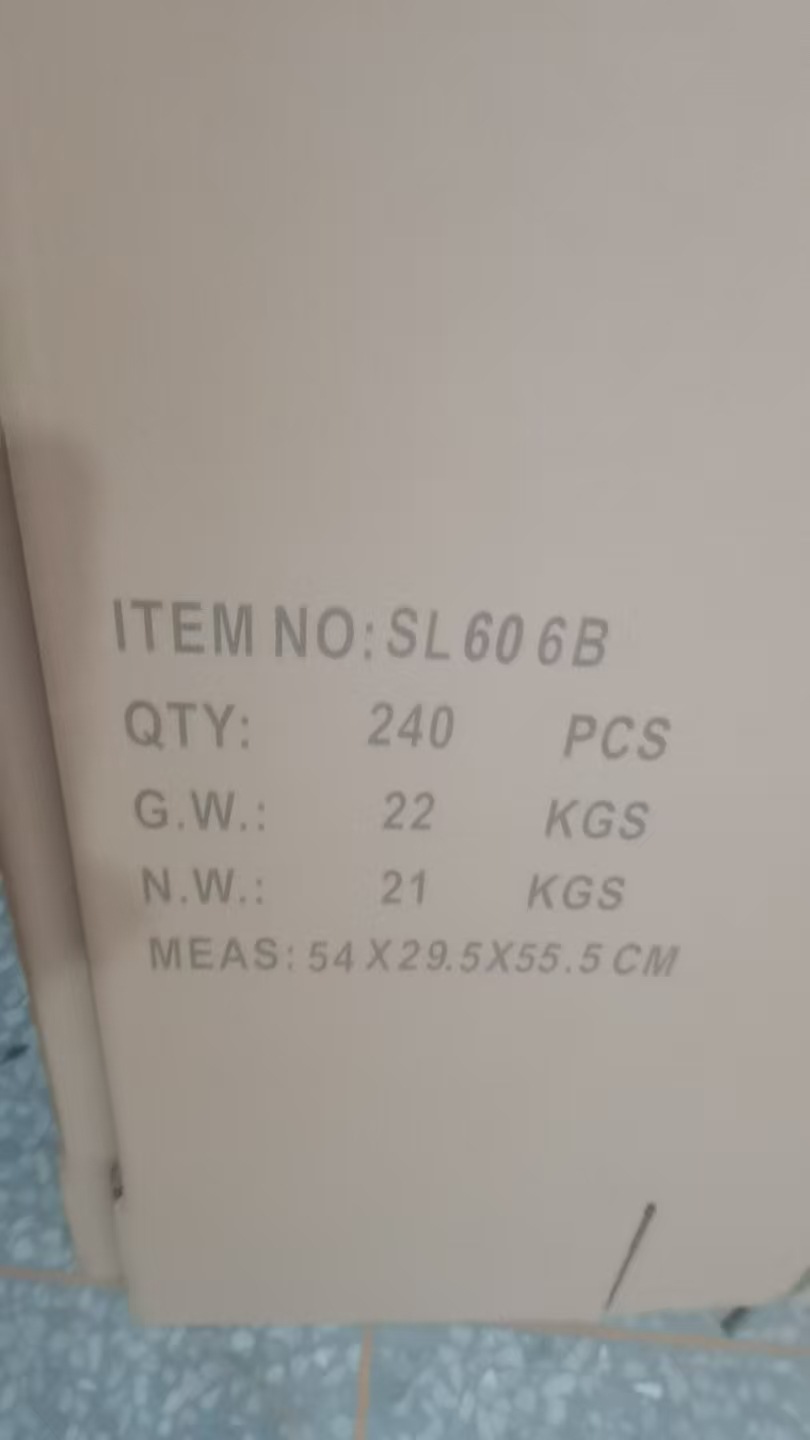 ITEM NO: SL606B
QTY: 240 PCS
G.W.: 22 KGS
N.W.: 21 KGS
MEAS: 54X29.5X55.5 CM